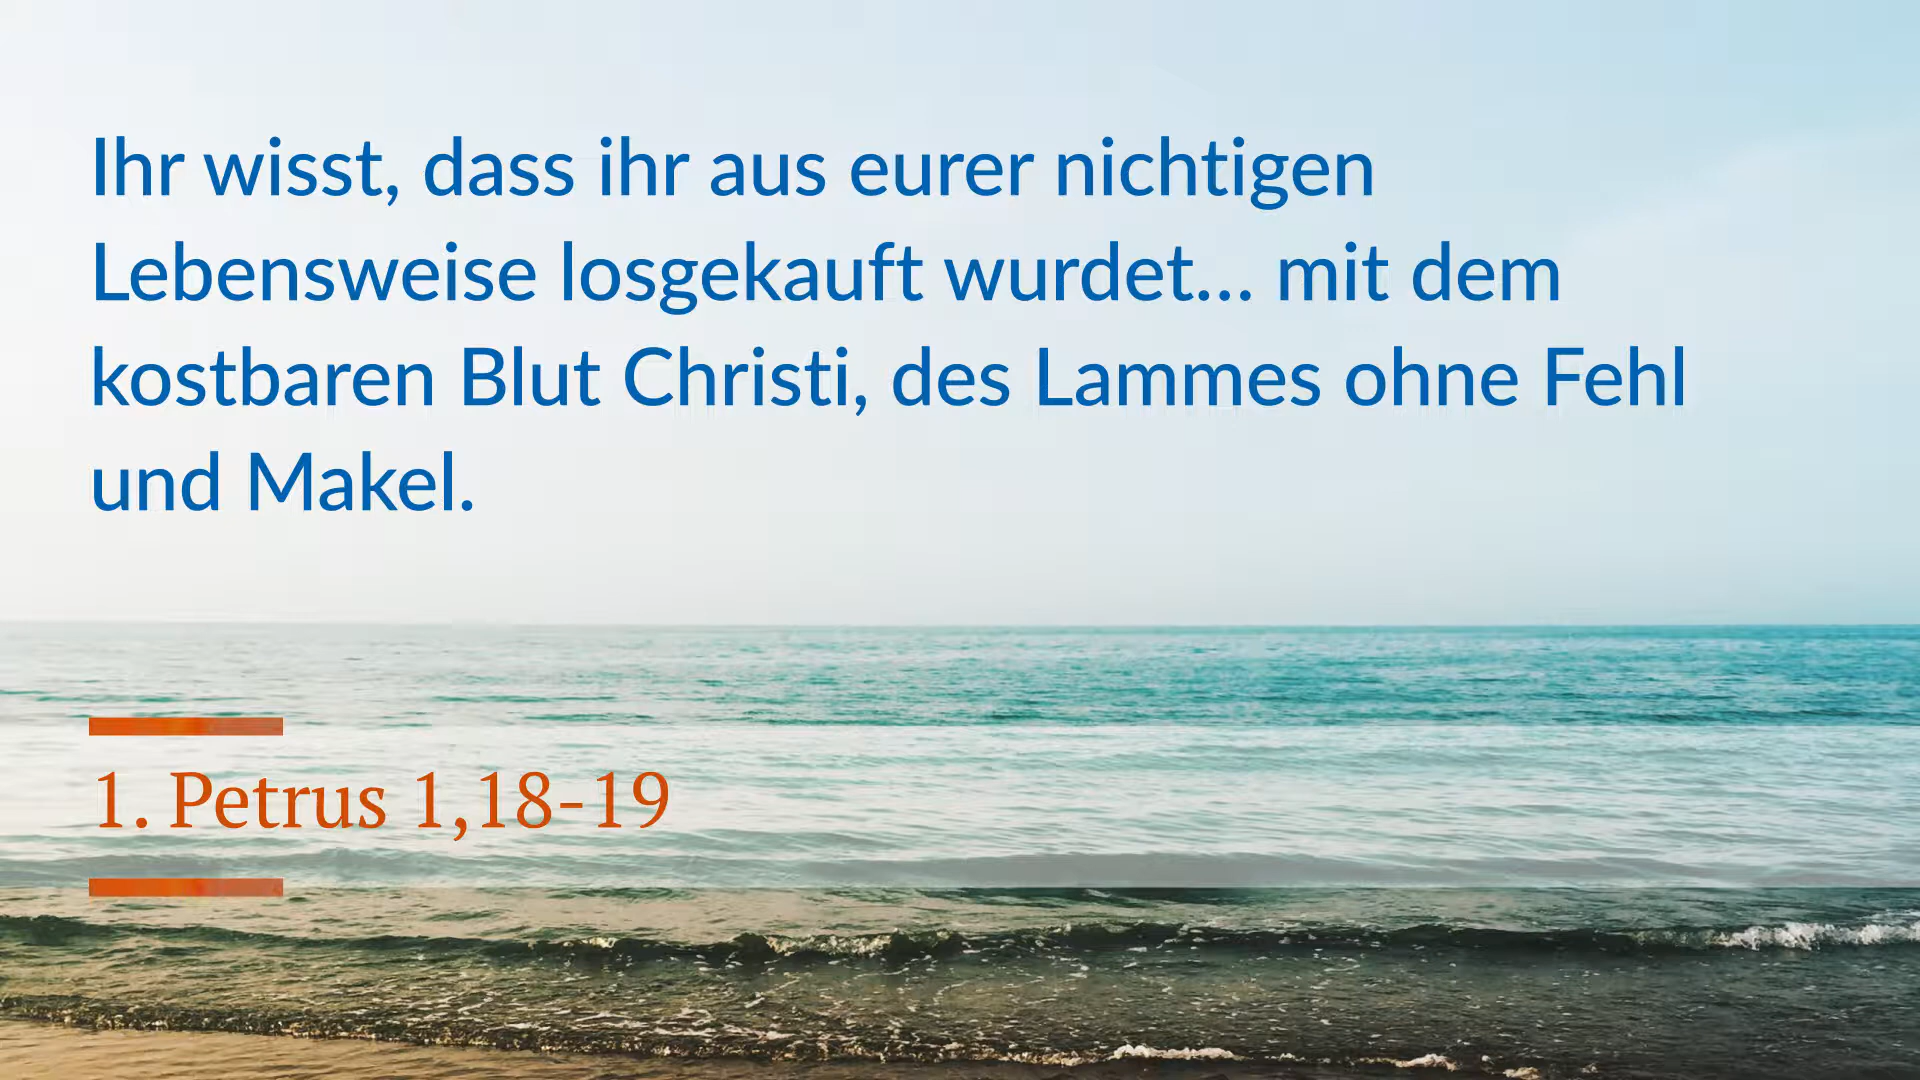 Ihr wisst, dass ihr aus eurer nichtigen
Lebensweise losgekauft wurdet... mit dem
kostbaren Blut Christi, des Lammes ohne Fehl
und Makel.
1. Petrus 1,18-19